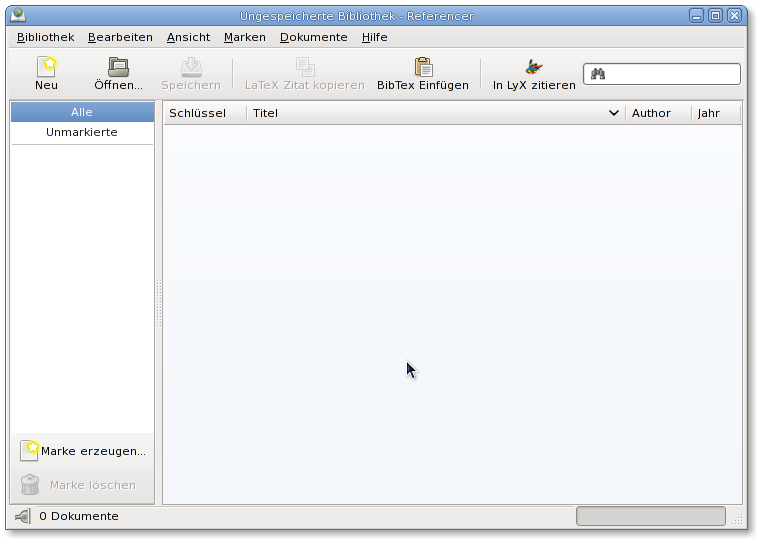 Ungespeicherte Bibliothek - Referencer
Bibliothek Bearbeiten Ansicht Marken Dokumente Hilfe
Neu Öffnen... Speichern LaTeX Zitat kopieren BibTex Einfügen In LyX zitieren
Alle
Unmarkierte
Schlüssel Titel Author Jahr
Marke erzeugen...
Marke löschen
0 Dokumente